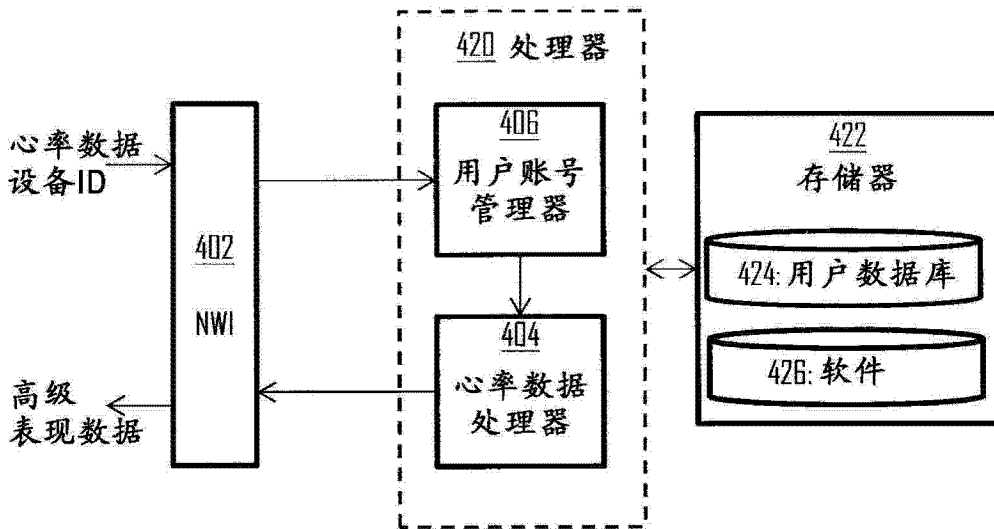 420 处理器
406
用户账号
管理器
422
存储器
心率数据
设备ID
402
NWI
424: 用户数据库
404
心率数据
处理器
426: 软件
高级
表现数据